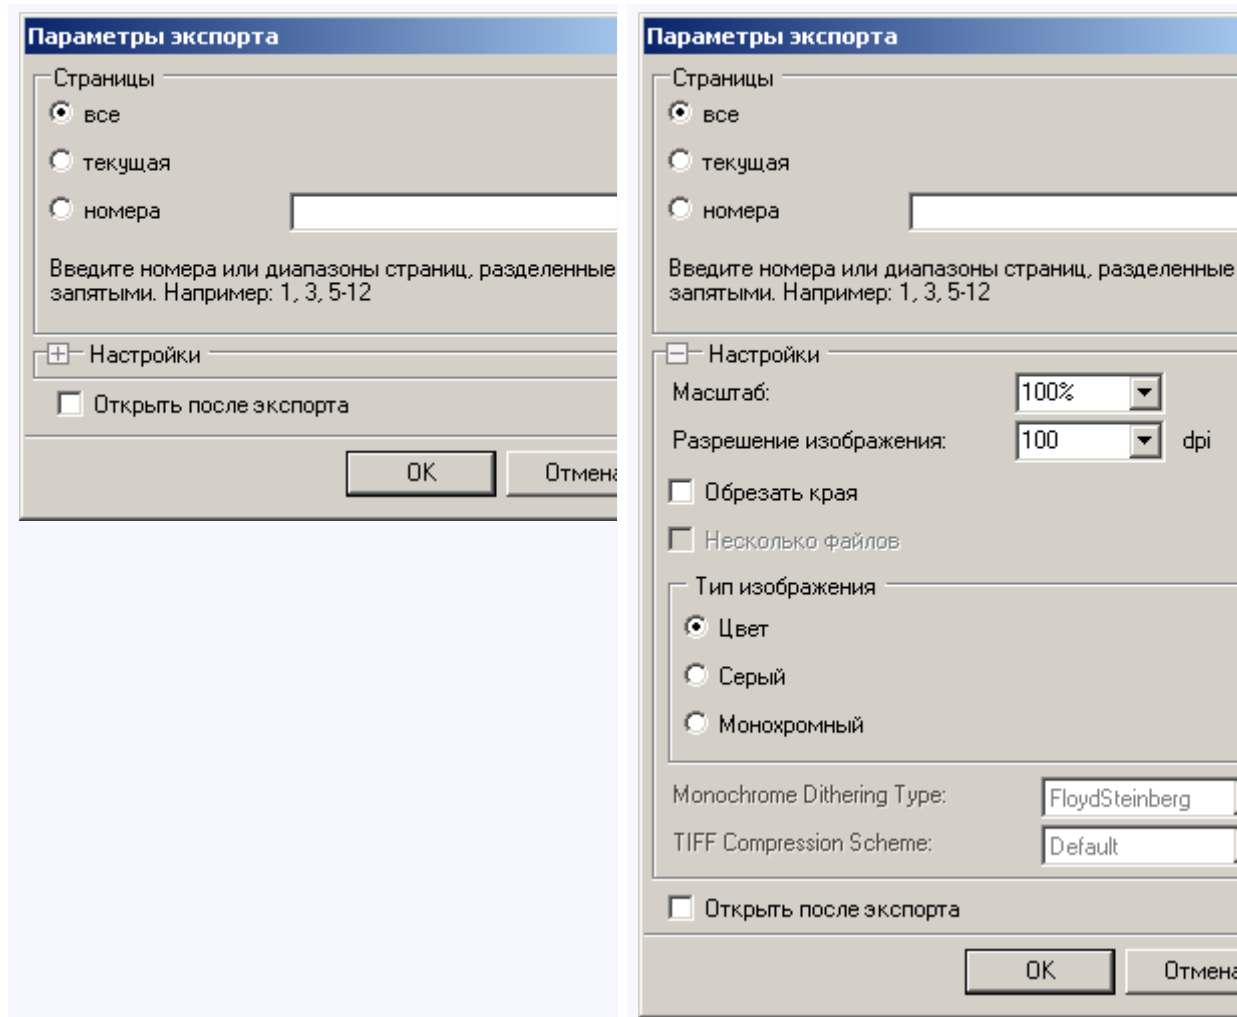 Параметры экспорта
Страницы
все
текущая
номера
Введите номера или диапазоны страниц, разделенные
запятыми. Например: 1, 3, 5-12
Настройки
Открыть после экспорта
OK Отмена
Параметры экспорта
Страницы
все
текущая
номера
Введите номера или диапазоны страниц, разделенные
запятыми. Например: 1, 3, 5-12
Настройки
Масштаб: 100%
Разрешение изображения: 100 dpi
Обрезать края
Несколько файлов
Тип изображения
Цвет
Серый
Монохромный
Monochrome Dithering Type: FloydSteinberg
TIFF Compression Scheme: Default
Открыть после экспорта
OK Отмена